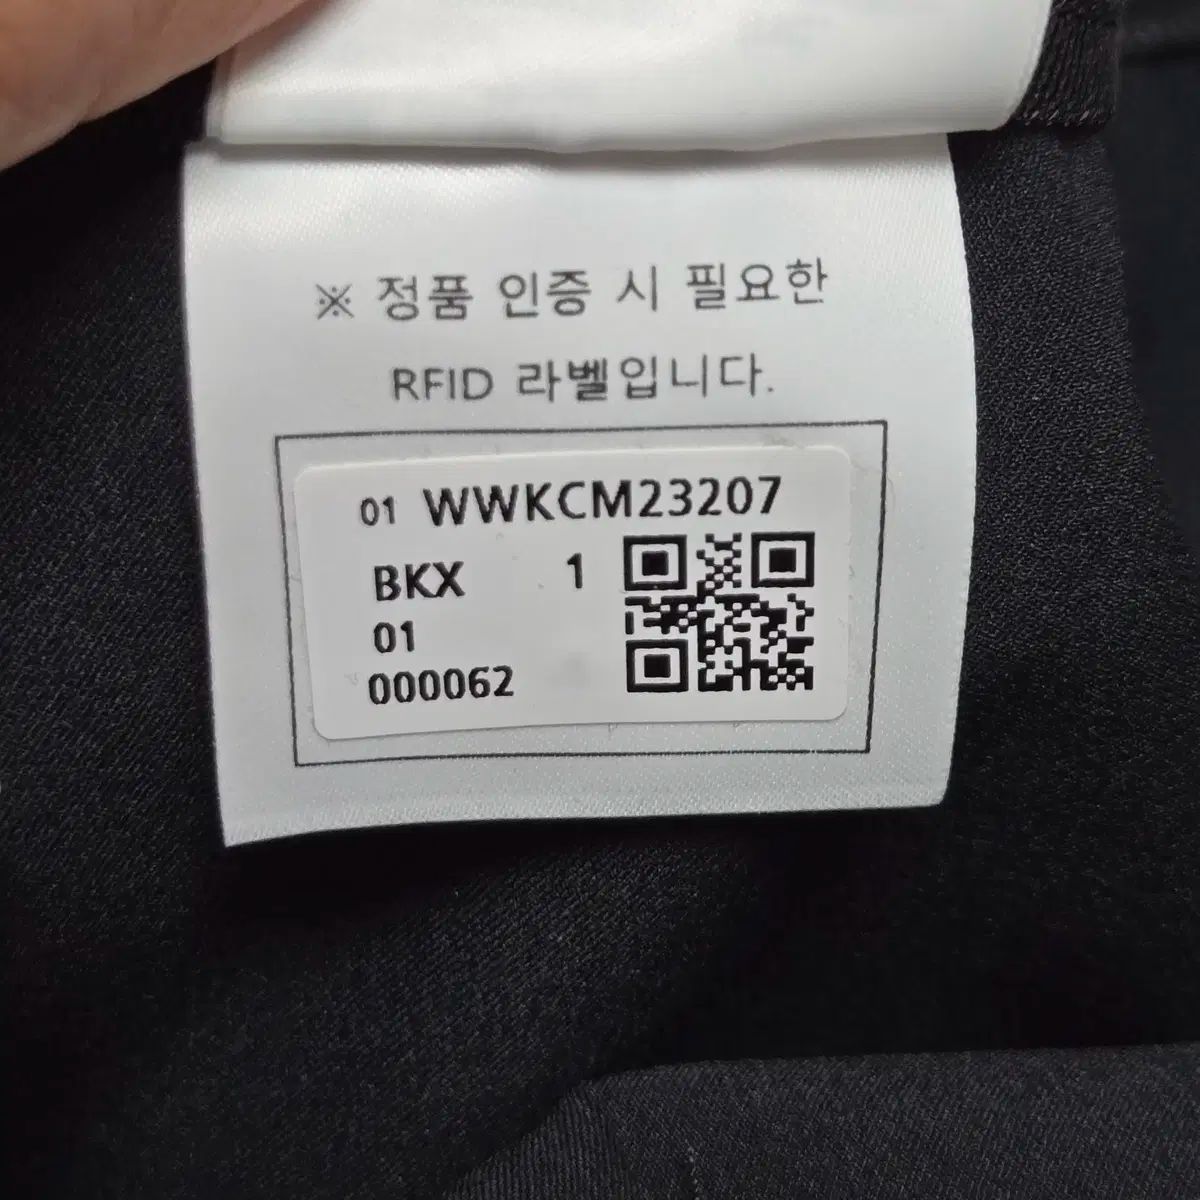 ※ 정품 인증 시 필요한
RFID 라벨입니다.
01 WWKCM23207
BKX 1
01
000062